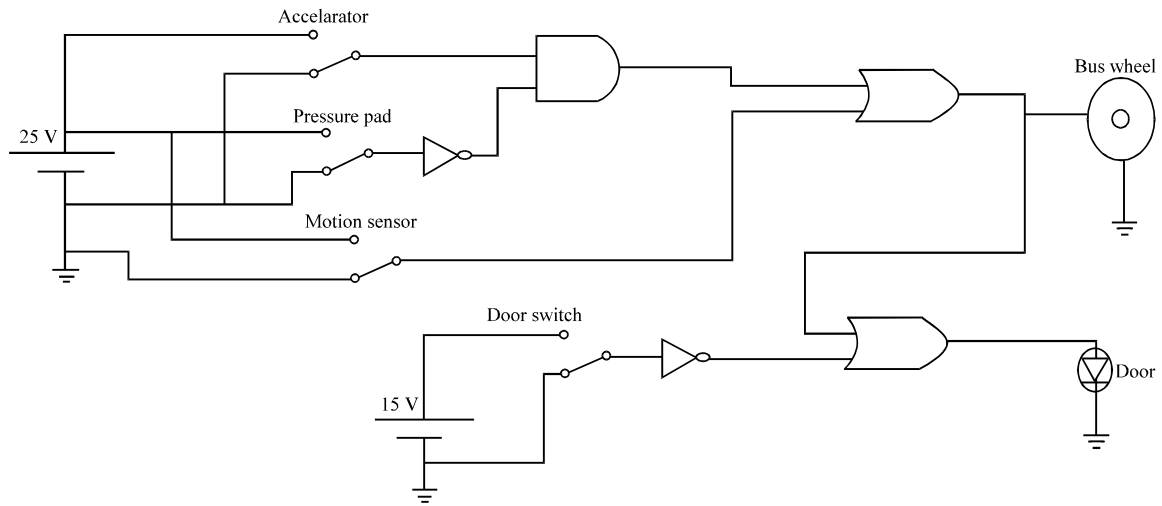 Accelarator
Bus wheel
Pressure pad
25 V
Motion sensor
Door switch
Door
15 V